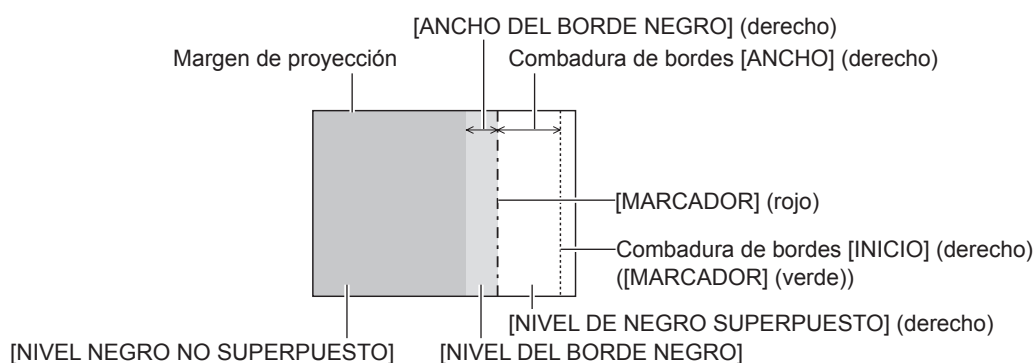 [ANCHO DEL BORDE NEGRO] (derecho)
Margen de proyección
Combadura de bordes [ANCHO] (derecho)
[MARCADOR] (rojo)
Combadura de bordes [INICIO] (derecho)
([MARCADOR] (verde))
[NIVEL DE NEGRO SUPERPUESTO] (derecho)
[NIVEL NEGRO NO SUPERPUESTO]
[NIVEL DEL BORDE NEGRO]